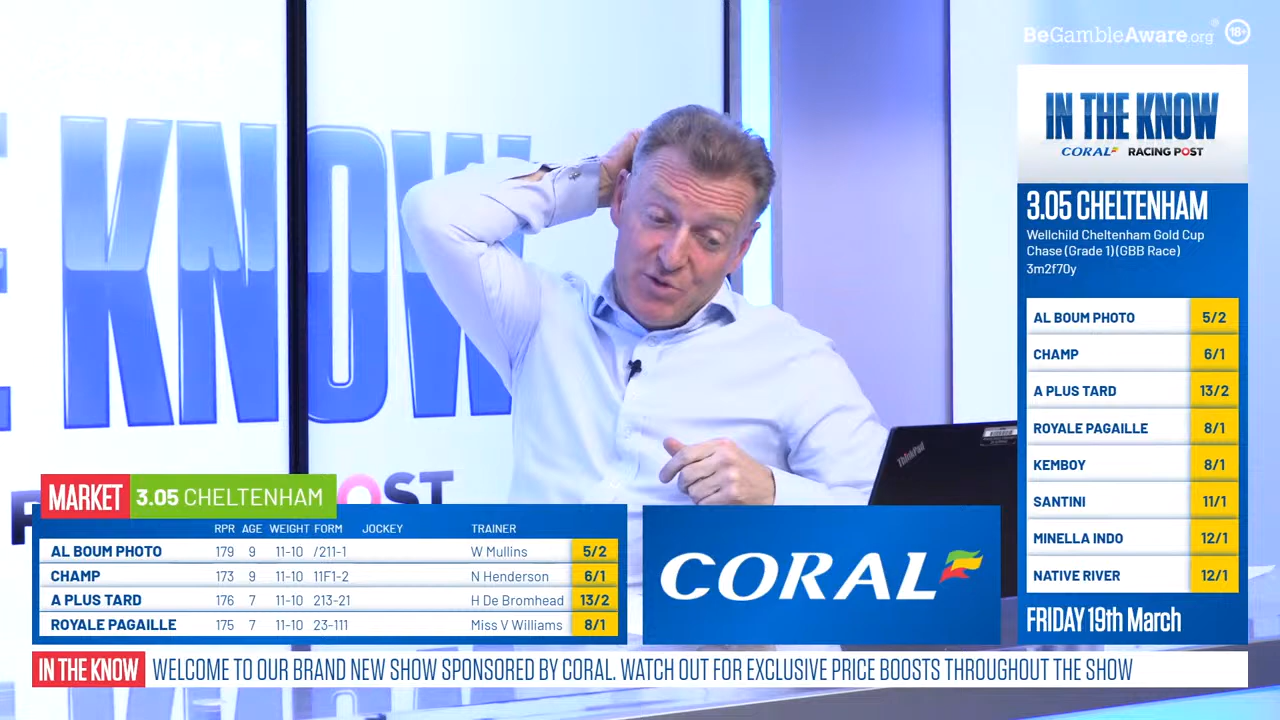 BeGambleAware.org® 18+
IN THE KNOW
CORAL RACING POST
3.05 CHELTENHAM
Wellchild Cheltenham Gold Cup
Chase (Grade 1) (GBB Race)
3m2f70y
AL BOUM PHOTO 5/2
CHAMP 6/1
A PLUS TARD 13/2
ROYALE PAGAILLE 8/1
KEMBOY 8/1
SANTINI 11/1
MINELLA INDO 12/1
NATIVE RIVER 12/1
FRIDAY 19th March
E KNOW
OST
ThinkPad
MARKET 3.05 CHELTENHAM
RPR AGE WEIGHT FORM JOCKEY TRAINER
AL BOUM PHOTO 179 9 11-10 /211-1 W Mullins 5/2
CHAMP 173 9 11-10 11F1-2 N Henderson 6/1
A PLUS TARD 176 7 11-10 213-21 H De Bromhead 13/2
ROYALE PAGAILLE 175 7 11-10 23-111 Miss V Williams 8/1
CORAL
IN THE KNOW WELCOME TO OUR BRAND NEW SHOW SPONSORED BY CORAL. WATCH OUT FOR EXCLUSIVE PRICE BOOSTS THROUGHOUT THE SHOW